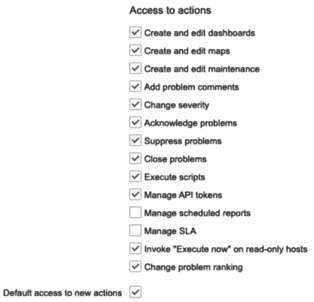 Access to actions
Create and edit dashboards
Create and edit maps
Create and edit maintenance
Add problem comments
Change severity
Acknowledge problems
Suppress problems
Close problems
Execute scripts
Manage API tokens
Manage scheduled reports
Manage SLA
Invoke "Execute now" on read-only hosts
Change problem ranking
Default access to new actions